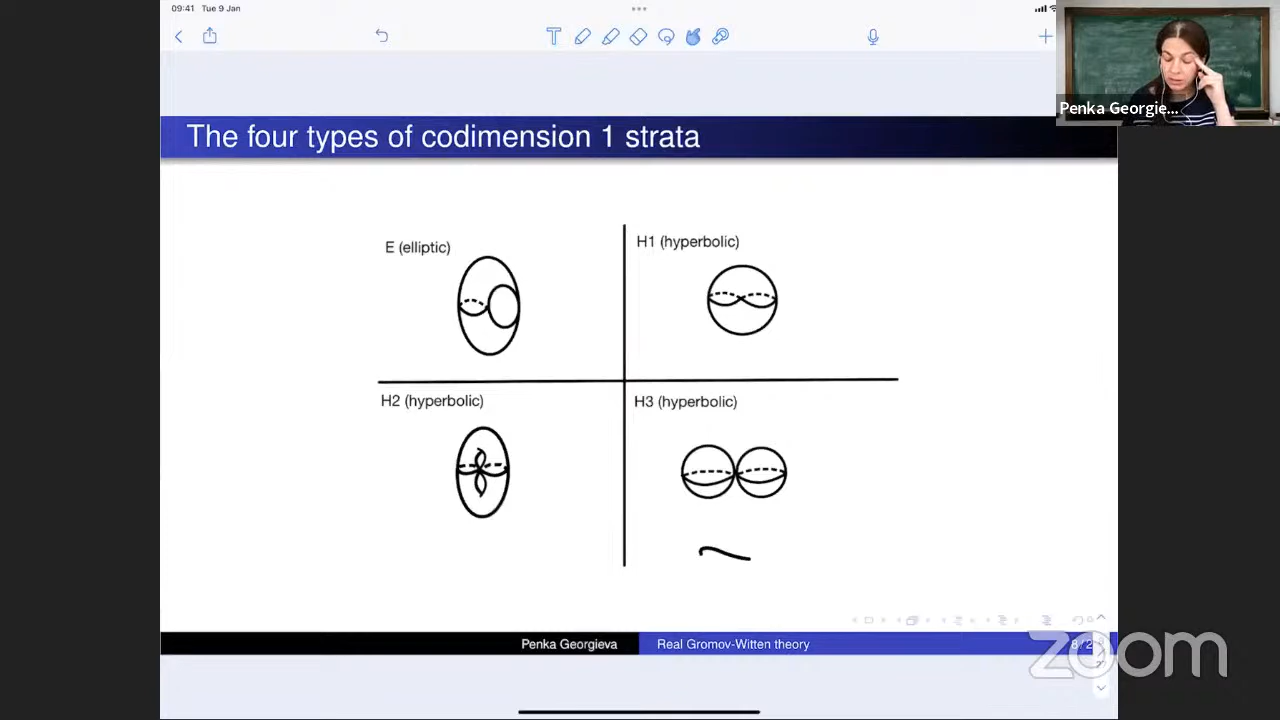 09:41 Tue 9 Jan
Penka Georgie...
The four types of codimension 1 strata
E (elliptic)
H1 (hyperbolic)
H2 (hyperbolic)
H3 (hyperbolic)
Penka Georgieva
Real Gromov-Witten theory
zoom